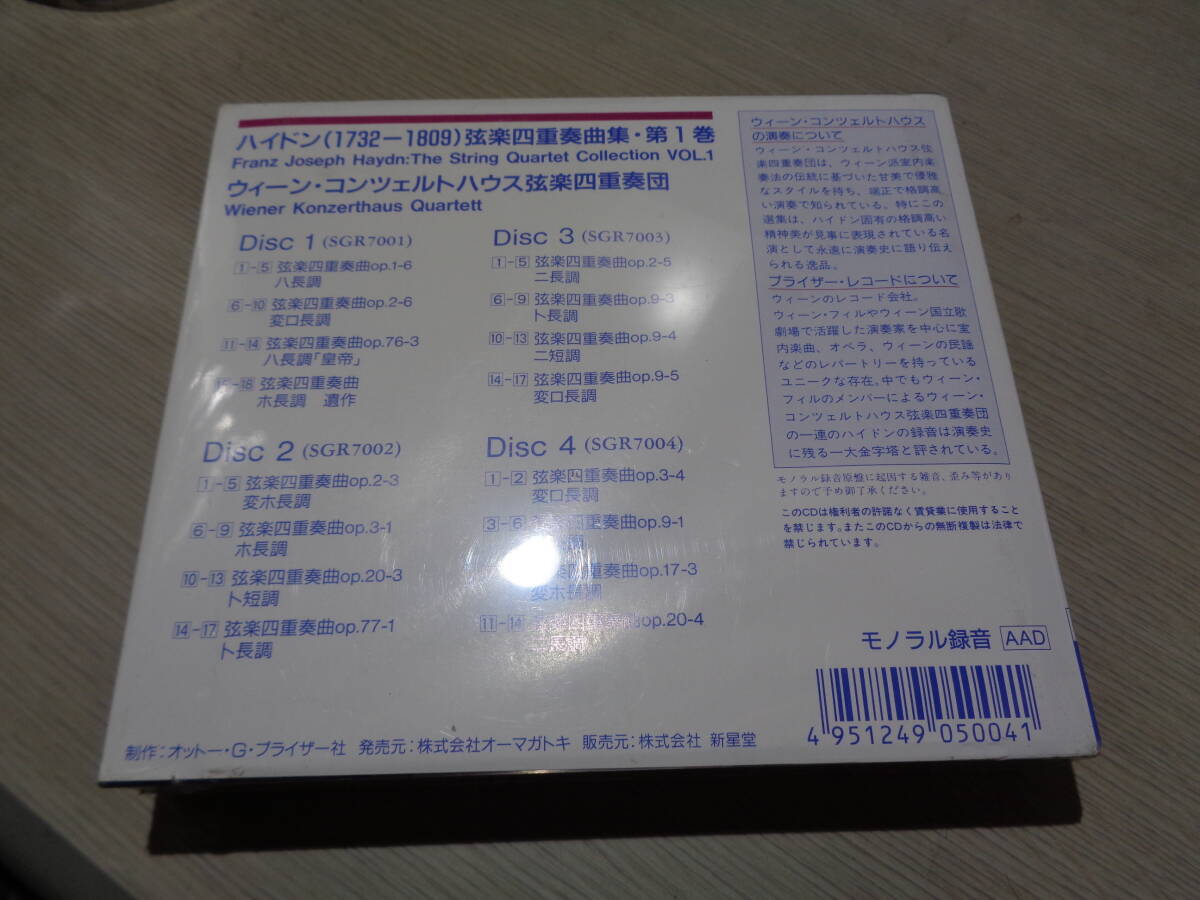 ハイドン(1732−1809)弦楽四重奏曲集・第1巻
Franz Joseph Haydn:The String Quartet Collection VOL.1
ウィーン・コンツェルトハウス弦楽四重奏団
Wiener Konzerthaus Quartett
Disc 1 (SGR7001)
1-5 弦楽四重奏曲op.1-6
ハ長調
6-10 弦楽四重奏曲op.2-6
変ロ長調
11-14 弦楽四重奏曲op.76-3
ハ長調「皇帝」
15-18 弦楽四重奏曲
ホ長調 遺作
Disc 2 (SGR7002)
1-5 弦楽四重奏曲op.2-3
変ホ長調
6-9 弦楽四重奏曲op.3-1
ホ長調
10-13 弦楽四重奏曲op.20-3
ト短調
14-17 弦楽四重奏曲op.77-1
ト長調
Disc 3 (SGR7003)
1-5 弦楽四重奏曲op.2-5
ニ長調
6-9 弦楽四重奏曲op.9-3
ト長調
10-13 弦楽四重奏曲op.9-4
ニ短調
14-17 弦楽四重奏曲op.9-5
変ロ長調
Disc 4 (SGR7004)
1-2 弦楽四重奏曲op.3-4
変ロ長調
3-6 弦楽四重奏曲op.9-1
重奏曲op.17-3
変ホ長調
11-14 重奏曲op.20-4
ウィーン・コンツェルトハウス
の演奏について
ウィーン・コンツェルトハウス弦
楽四重奏団は、ウィーン派室内楽
奏法の伝統に基づいた甘美で優雅
なスタイルを持ち、端正で格調高
い演奏で知られている。特にこの
選集は、ハイドン固有の格調高い
精神美が見事に表現されている名
演として永遠に演奏史に語り伝え
られる逸品。
プライザー・レコードについて
ウィーンのレコード会社。
ウィーン・フィルやウィーン国立歌
劇場で活躍した演奏家を中心に室
内楽曲、オペラ、ウィーンの民謡
などのレパートリーを持っている
ユニークな存在。中でもウィーン・
フィルのメンバーによるウィーン・
コンツェルトハウス弦楽四重奏団
の一連のハイドンの録音は演奏史
に残る一大金字塔と評されている。
モノラル録音原盤に起因する雑音、歪み等があり
ますので予め御了承ください。
このCDは権利者の許諾なく賃貸業に使用すること
を禁じます。またこのCDからの無断複製は法律で
禁じられています。
モノラル録音 AAD
4951249050041
制作:オットー・G・プライザー社 発売元:株式会社オーマガトキ 販売元:株式会社 新星堂